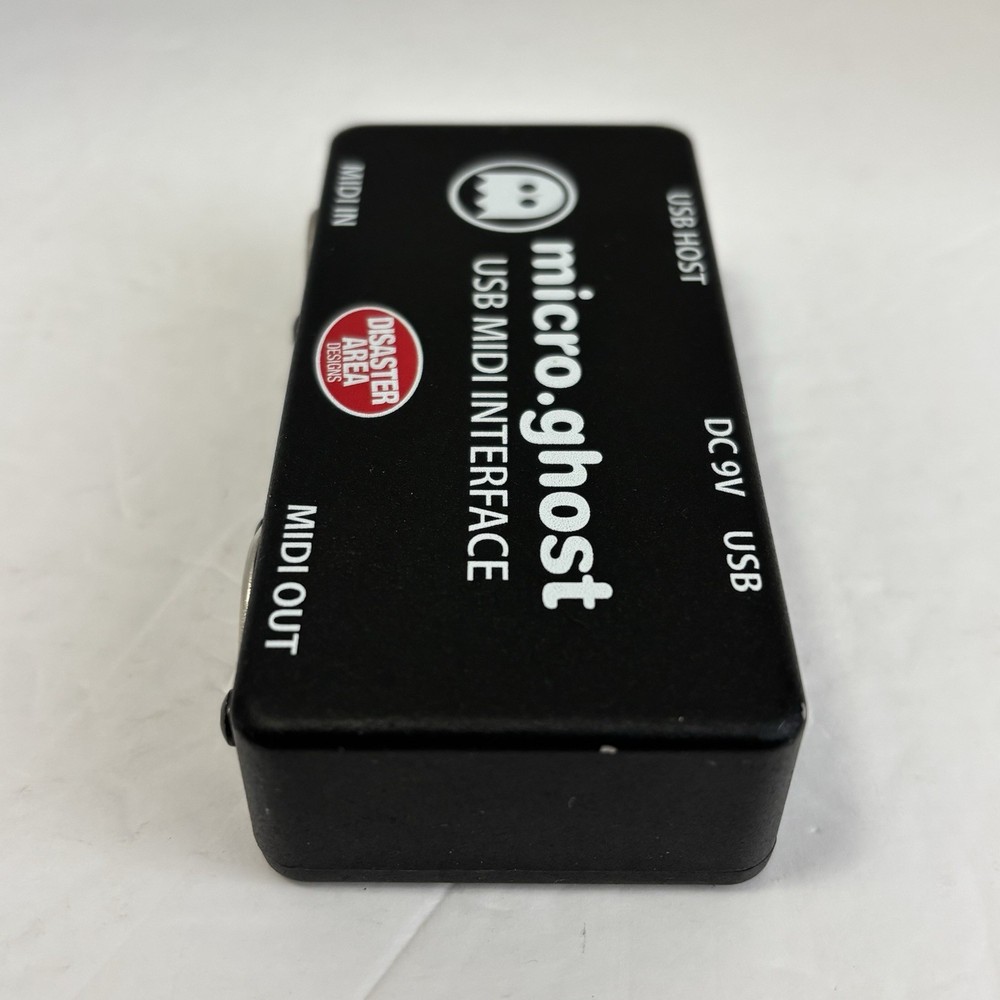 USB HOST
DC 9V
USB
micro.ghost
USB MIDI INTERFACE
DISASTER
AREA
DESIGNS
MIDI IN
MIDI OUT